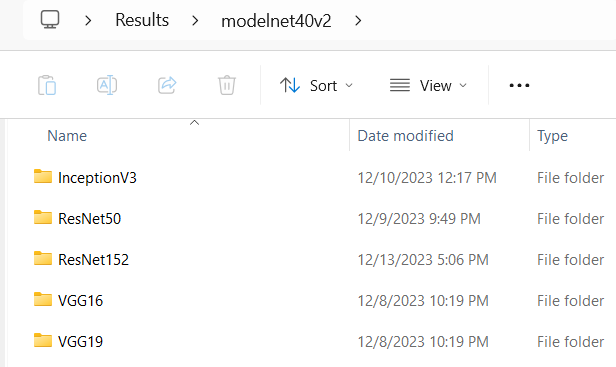 Results modelnet40v2
Sort View
Name Date modified Type
InceptionV3 12/10/2023 12:17 PM File folder
ResNet50 12/9/2023 9:49 PM File folder
ResNet152 12/13/2023 5:06 PM File folder
VGG16 12/8/2023 10:19 PM File folder
VGG19 12/8/2023 10:19 PM File folder